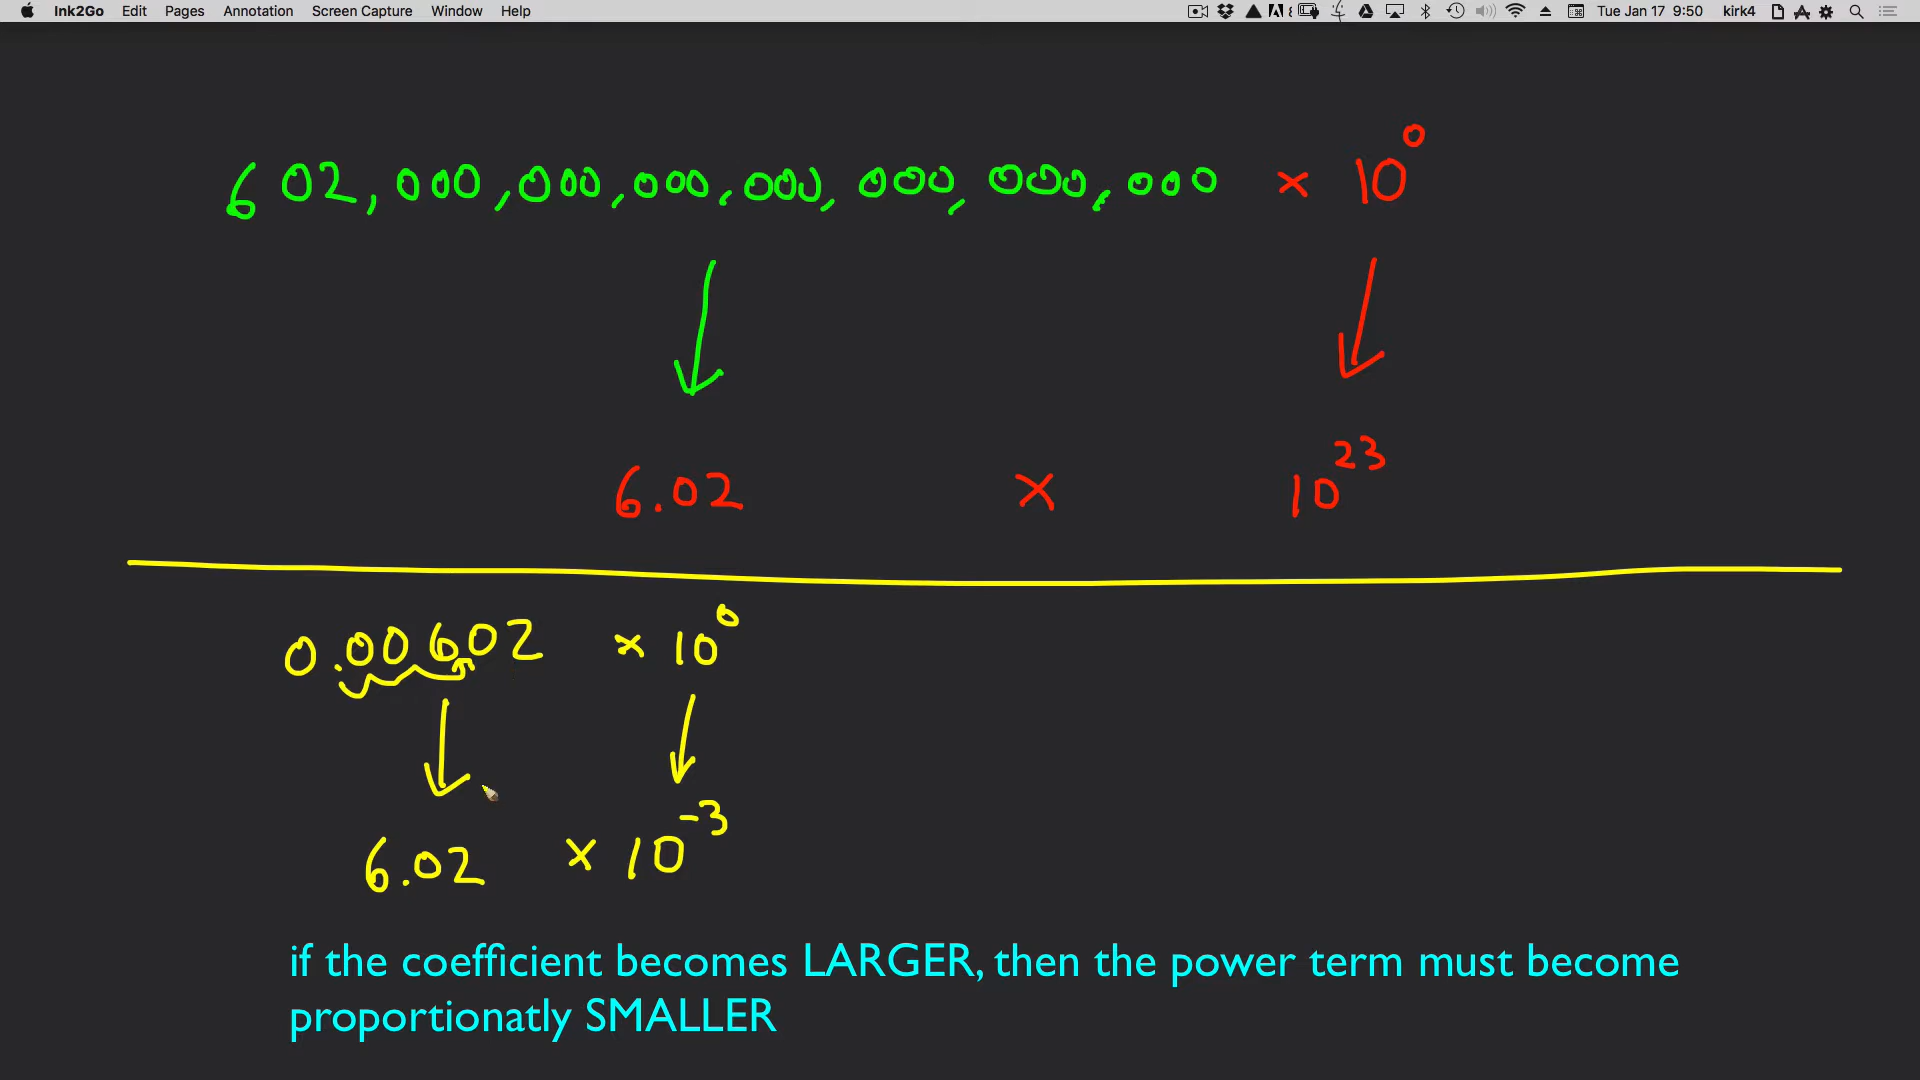 Ink2Go Edit Pages Annotation Screen Capture Window Help Tue Jan 17 9:50 kirk4
602,000,000,000,000,000,000,000 × 10⁰
6.02 × 10²³
0.00602 × 10⁰
6.02 × 10⁻³
if the coefficient becomes LARGER, then the power term must become
proportionatly SMALLER